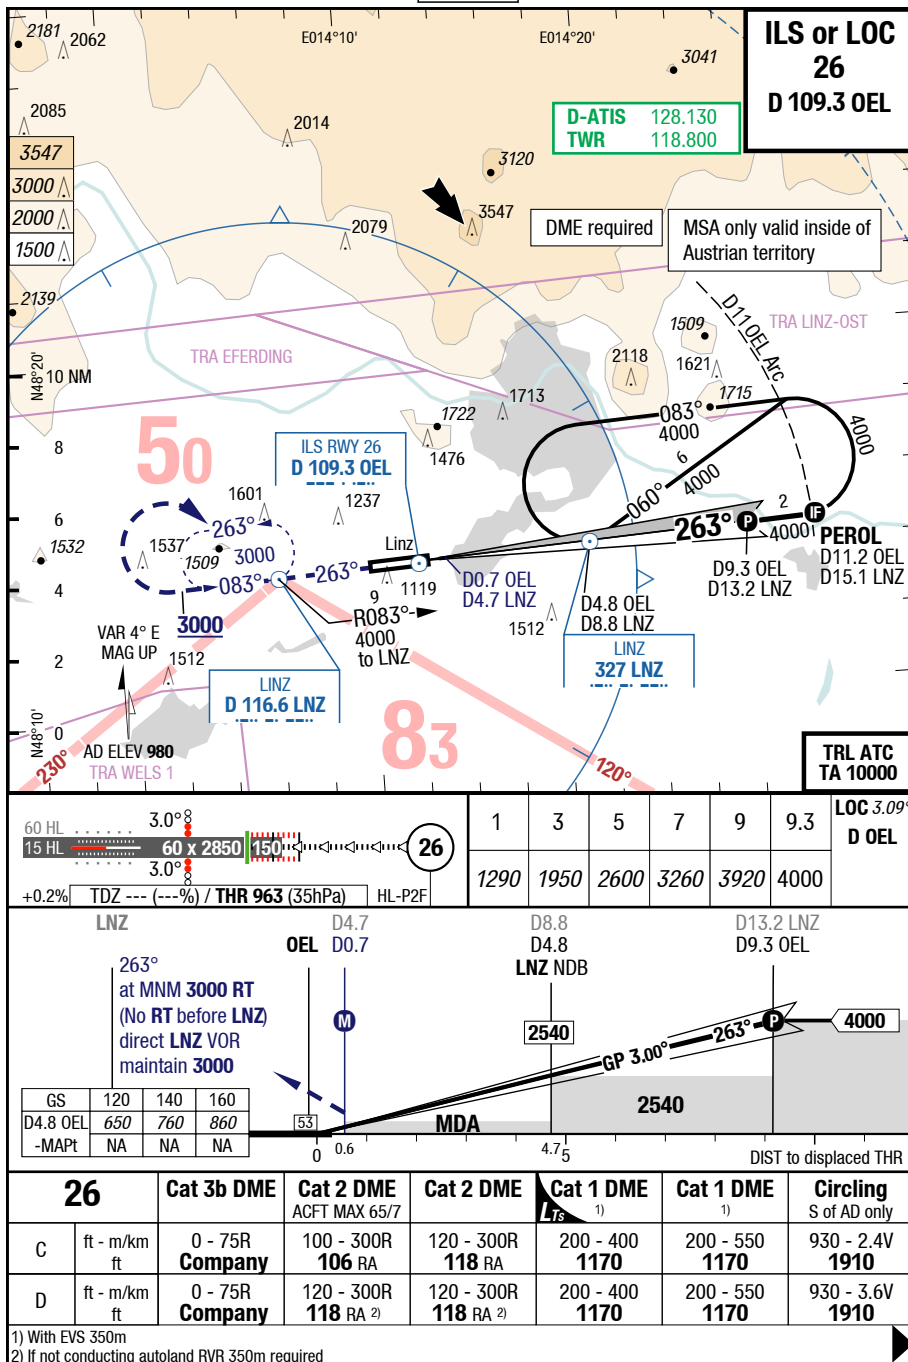 ILS or LOC
26
D 109.3 OEL
2181
2062
E014°10'
E014°20'
3041
D-ATIS 128.130
TWR 118.800
2085
2014
3547
3000
2000
1500
3120
3547
2079
DME required
MSA only valid inside of
Austrian territory
2139
D11 OEL Arc
TRA LINZ-OST
1509
TRA EFERDING
2118
1621
N48°20'
10 NM
1713
1715
1722
083°
4000
4000
50
8
ILS RWY 26
D 109.3 OEL
1476
6
4000
060°
1601
1237
2
6
263°
263°
P
IF
4000
PEROL
D11.2 OEL
D15.1 LNZ
1532
1537
1509
3000
Linz
D9.3 OEL
D13.2 LNZ
083°
263°
4
9
1119
D0.7 OEL
D4.7 LNZ
D4.8 OEL
D8.8 LNZ
3000
R083°
4000
to LNZ
1512
VAR 4° E
MAG UP
1512
2
LINZ
D 116.6 LNZ
LINZ
327 LNZ
N48°10'
0
83
AD ELEV 980
TRA WELS 1
230°
120°
TRL ATC
TA 10000
60 HL
15 HL
3.0°
60 x 2850
150
3.0°
26
+0.2%
TDZ --- (---%) / THR 963 (35hPa)
HL-P2F
1 3 5 7 9 9.3
LOC 3.09°
D OEL
1290 1950 2600 3260 3920 4000
LNZ
D4.7
D8.8
D13.2 LNZ
OEL
D0.7
D4.8
D9.3 OEL
LNZ NDB
263°
at MNM 3000 RT
(No RT before LNZ)
direct LNZ VOR
maintain 3000
M
2540
GP 3.00°
263°
P
4000
GS 120 140 160
D4.8 OEL 650 760 860
-MAPt NA NA NA
53
MDA
2540
0
0.6
4.7
5
DIST to displaced THR
26 Cat 3b DME Cat 2 DME Cat 2 DME Cat 1 DME Cat 1 DME Circling
ACFT MAX 65/7 LTs 1) 1) S of AD only
C ft - m/km 0 - 75R 100 - 300R 120 - 300R 200 - 400 200 - 550 930 - 2.4V
ft Company 106 RA 118 RA 1170 1170 1910
D ft - m/km 0 - 75R 120 - 300R 120 - 300R 200 - 400 200 - 550 930 - 3.6V
ft Company 118 RA 2) 118 RA 2) 1170 1170 1910
1) With EVS 350m
2) If not conducting autoland RVR 350m required